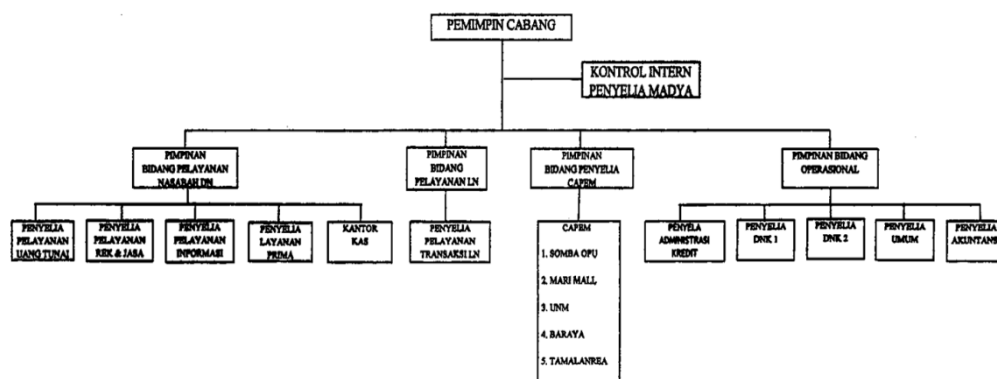 PEMIMPIN CABANG
KONTROL INTERN
PENYELIA MADYA
PIMPINAN
BIDANG PELAYANAN
NASABAH DN
PIMPINAN
BIDANG
PELAYANAN LN
PIMPINAN
BIDANG PENYELIA
CAPEM
PIMPINAN BIDANG
OPERASIONAL
PENYELIA
PELAYANAN
UANG TUNAI
PENYELIA
PELAYANAN
REK & JASA
PENYELIA
PELAYANAN
INFORMASI
PENYELIA
LAYANAN
PRIMA
KANTOR
KAS
PENYELIA
PELAYANAN
TRANSAKSI LN
CAPEM
1. SOMBA OPU
2. MARI MALL
3. UNM
4. BARAYA
5. TAMALANREA
PENYELA
ADMINISTRASI
KREDIT
PENYELIA
DNK 1
PENYELIA
DNK 2
PENYELIA
UMUM
PENYELIA
AKUNTANSI